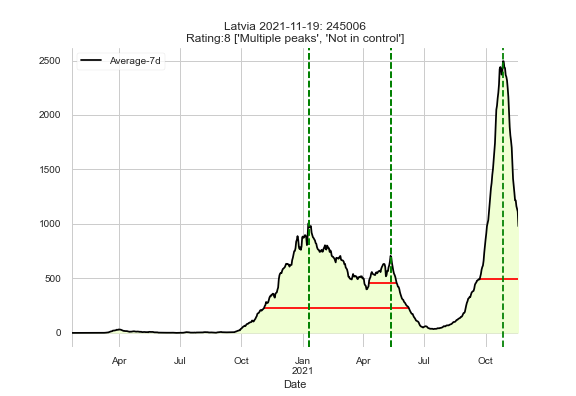 Latvia 2021-11-19: 245006
Rating:8 ['Multiple peaks', 'Not in control']
Average-7d
2500
2000
1500
1000
500
0
Apr Jul Oct Jan Apr Jul Oct
2021
Date